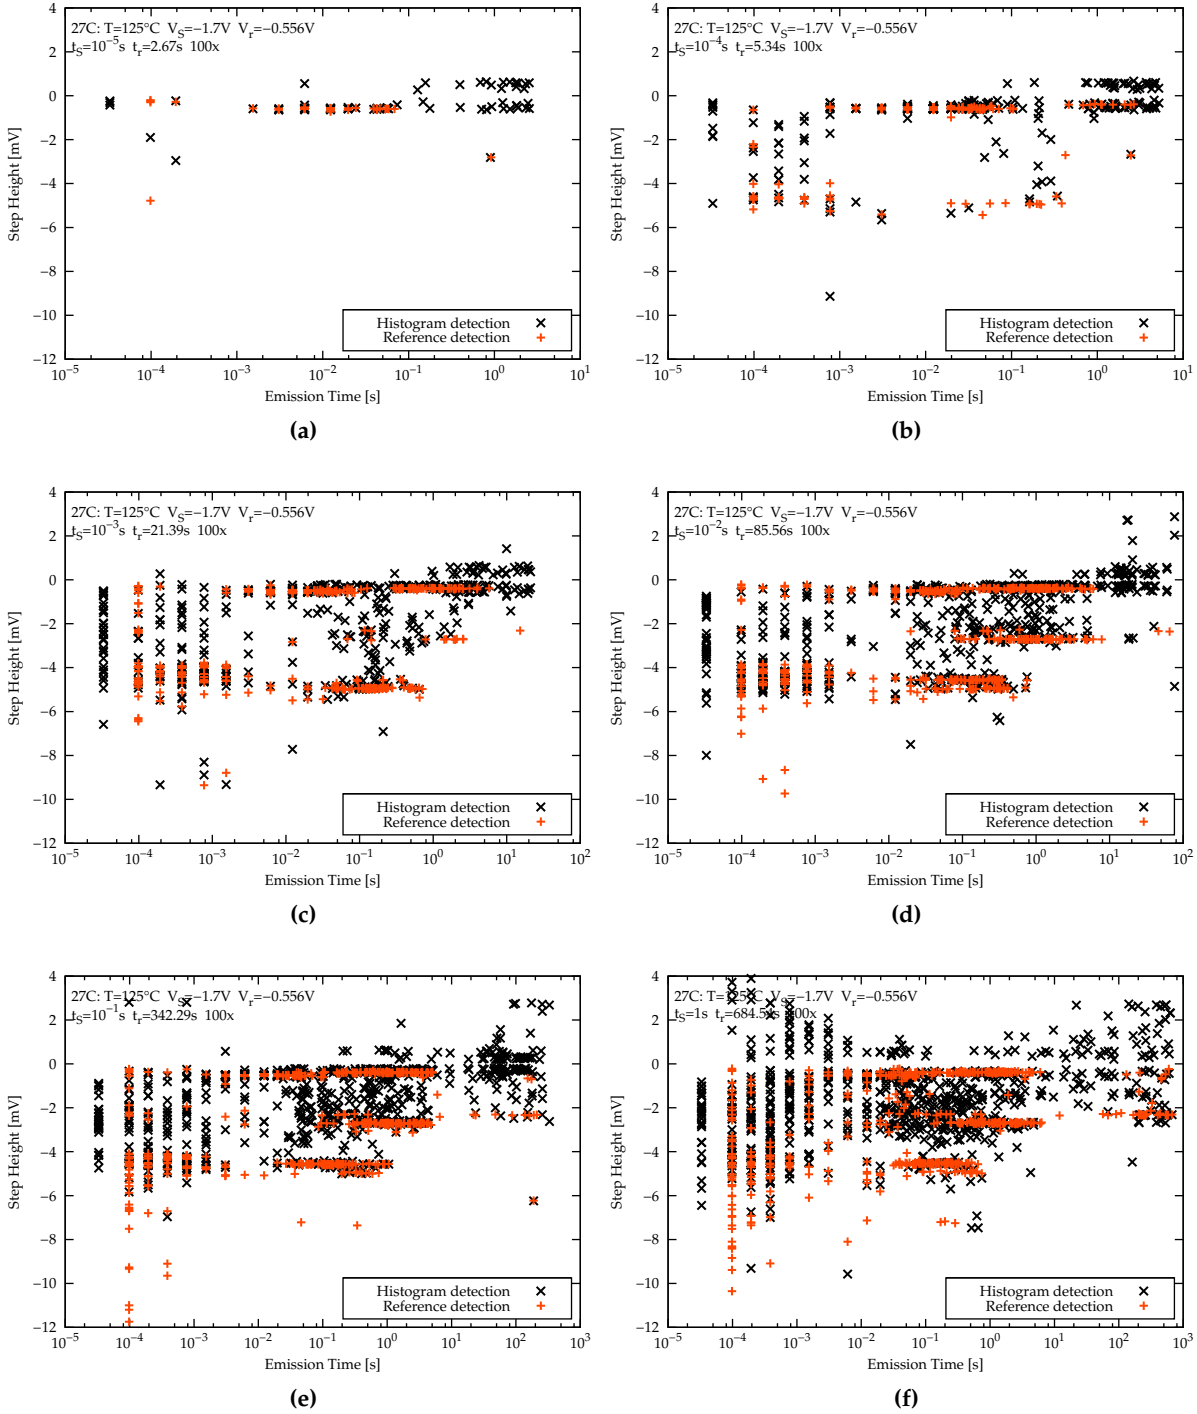 4
2
0
−2
−4
−6
−8
−10
−12
Step Height [mV]
27C: T=125°C V_S=−1.7V V_r=−0.556V
t_S=10^−5s t_r=2.67s 100x
Histogram detection
Reference detection
10^−5 10^−4 10^−3 10^−2 10^−1 10^0 10^1
Emission Time [s]
(a)
4
2
0
−2
−4
−6
−8
−10
−12
Step Height [mV]
27C: T=125°C V_S=−1.7V V_r=−0.556V
t_S=10^−4s t_r=5.34s 100x
Histogram detection
Reference detection
10^−5 10^−4 10^−3 10^−2 10^−1 10^0 10^1
Emission Time [s]
(b)
4
2
0
−2
−4
−6
−8
−10
−12
Step Height [mV]
27C: T=125°C V_S=−1.7V V_r=−0.556V
t_S=10^−3s t_r=21.39s 100x
Histogram detection
Reference detection
10^−5 10^−4 10^−3 10^−2 10^−1 10^0 10^1 10^2
Emission Time [s]
(c)
4
2
0
−2
−4
−6
−8
−10
−12
Step Height [mV]
27C: T=125°C V_S=−1.7V V_r=−0.556V
t_S=10^−2s t_r=85.56s 100x
Histogram detection
Reference detection
10^−5 10^−4 10^−3 10^−2 10^−1 10^0 10^1 10^2
Emission Time [s]
(d)
4
2
0
−2
−4
−6
−8
−10
−12
Step Height [mV]
27C: T=125°C V_S=−1.7V V_r=−0.556V
t_S=10^−1s t_r=342.29s 100x
Histogram detection
Reference detection
10^−5 10^−4 10^−3 10^−2 10^−1 10^0 10^1 10^2 10^3
Emission Time [s]
(e)
4
2
0
−2
−4
−6
−8
−10
−12
Step Height [mV]
27C: T=125°C V_S=−1.7V V_r=−0.556V
t_S=1s 100x
Histogram detection
Reference detection
10^−5 10^−4 10^−3 10^−2 10^−1 10^0 10^1 10^2 10^3
Emission Time [s]
(f)